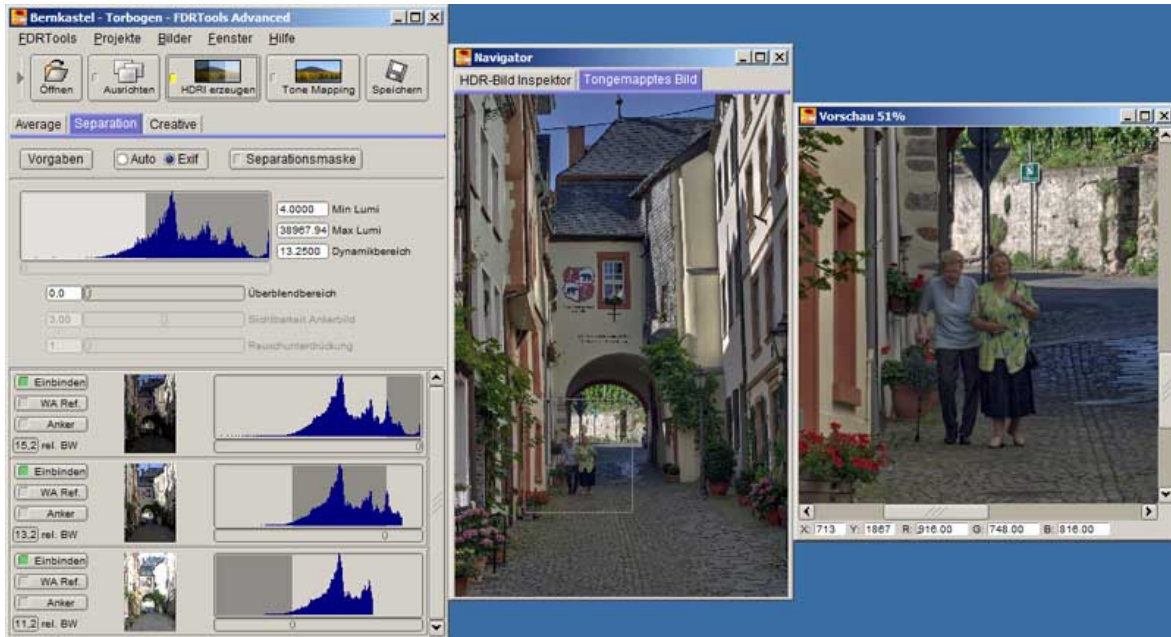 Bernkastel - Torbogen - FDRTools Advanced
FDRTools Projekte Bilder Fenster Hilfe
Öffnen Ausrichten HDRI erzeugen Tone Mapping Speichern
Average Separation Creative
Vorgaben Auto Exif Separationsmaske
4.0000 Min Lumi
38967.94 Max Lumi
13.2500 Dynamikbereich
0.0 Überblendbereich
3,00 Sichtbarkeit Ankerbild
1 Rauschunterdrückung
Einbinden
WA Ref.
Anker
15,2 rel. BW
Einbinden
WA Ref.
Anker
13,2 rel. BW
Einbinden
WA Ref.
Anker
11,2 rel. BW
Navigator
HDR-Bild Inspektor Tongemapptes Bild
Vorschau 51%
N
X: 713 Y: 1867 R: 916.00 G: 748.00 B: 816.00